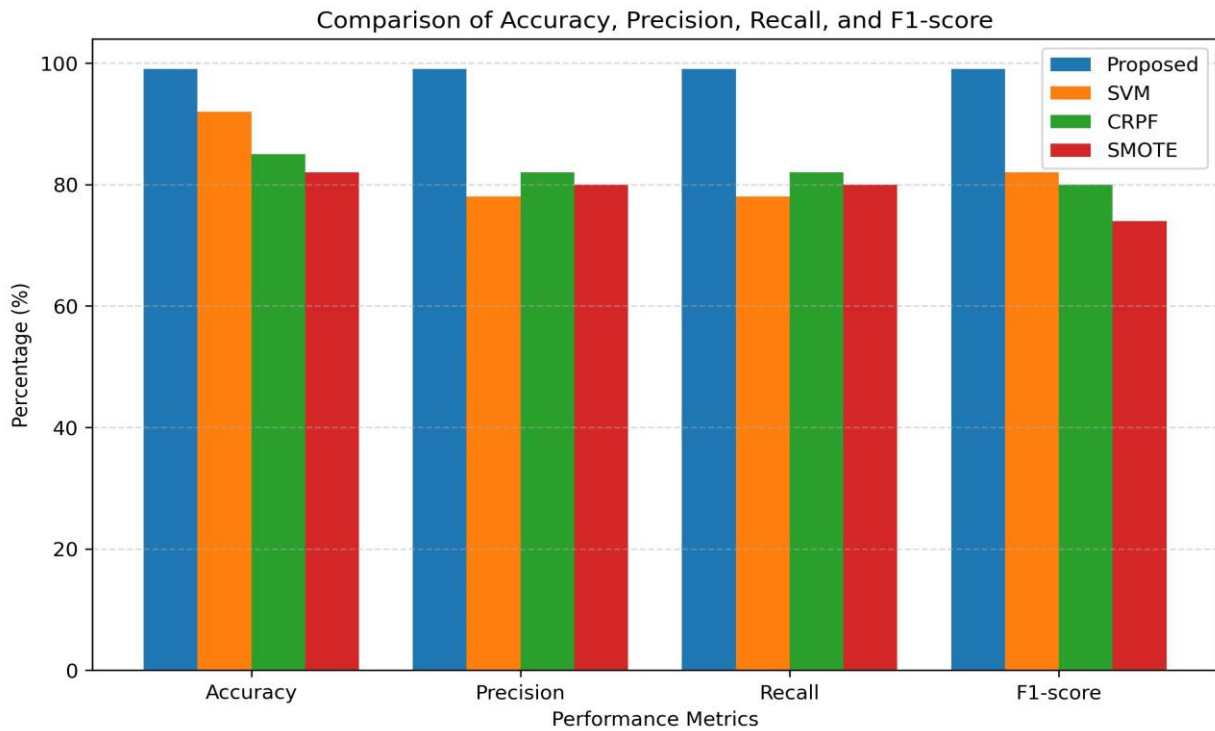 Comparison of Accuracy, Precision, Recall, and F1-score
Proposed
SVM
CRPF
SMOTE
Percentage (%)
100
80
60
40
20
0
Accuracy
Precision
Recall
F1-score
Performance Metrics